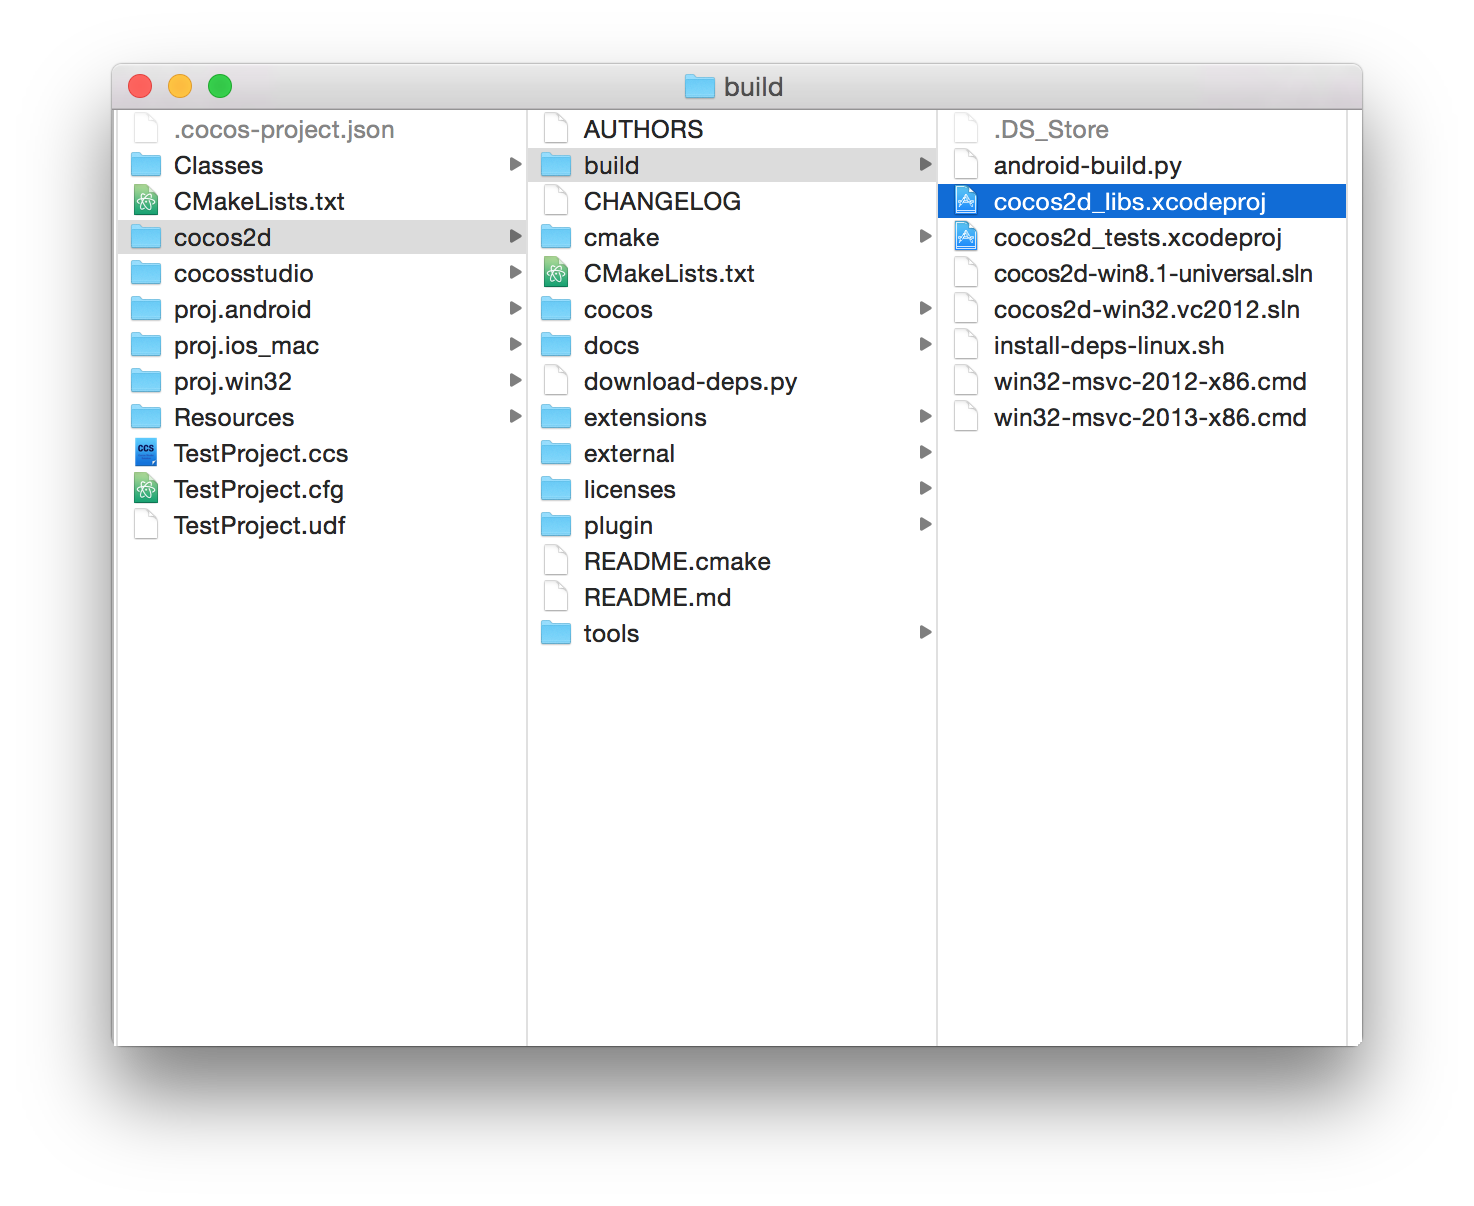 build
.cocos-project.json
Classes
CMakeLists.txt
cocos2d
cocosstudio
proj.android
proj.ios_mac
proj.win32
Resources
CCS
TestProject.ccs
TestProject.cfg
TestProject.udf
AUTHORS
build
CHANGELOG
cmake
CMakeLists.txt
cocos
docs
download-deps.py
extensions
external
licenses
plugin
README.cmake
README.md
tools
.DS_Store
android-build.py
cocos2d_libs.xcodeproj
cocos2d_tests.xcodeproj
cocos2d-win8.1-universal.sln
cocos2d-win32.vc2012.sln
install-deps-linux.sh
win32-msvc-2012-x86.cmd
win32-msvc-2013-x86.cmd